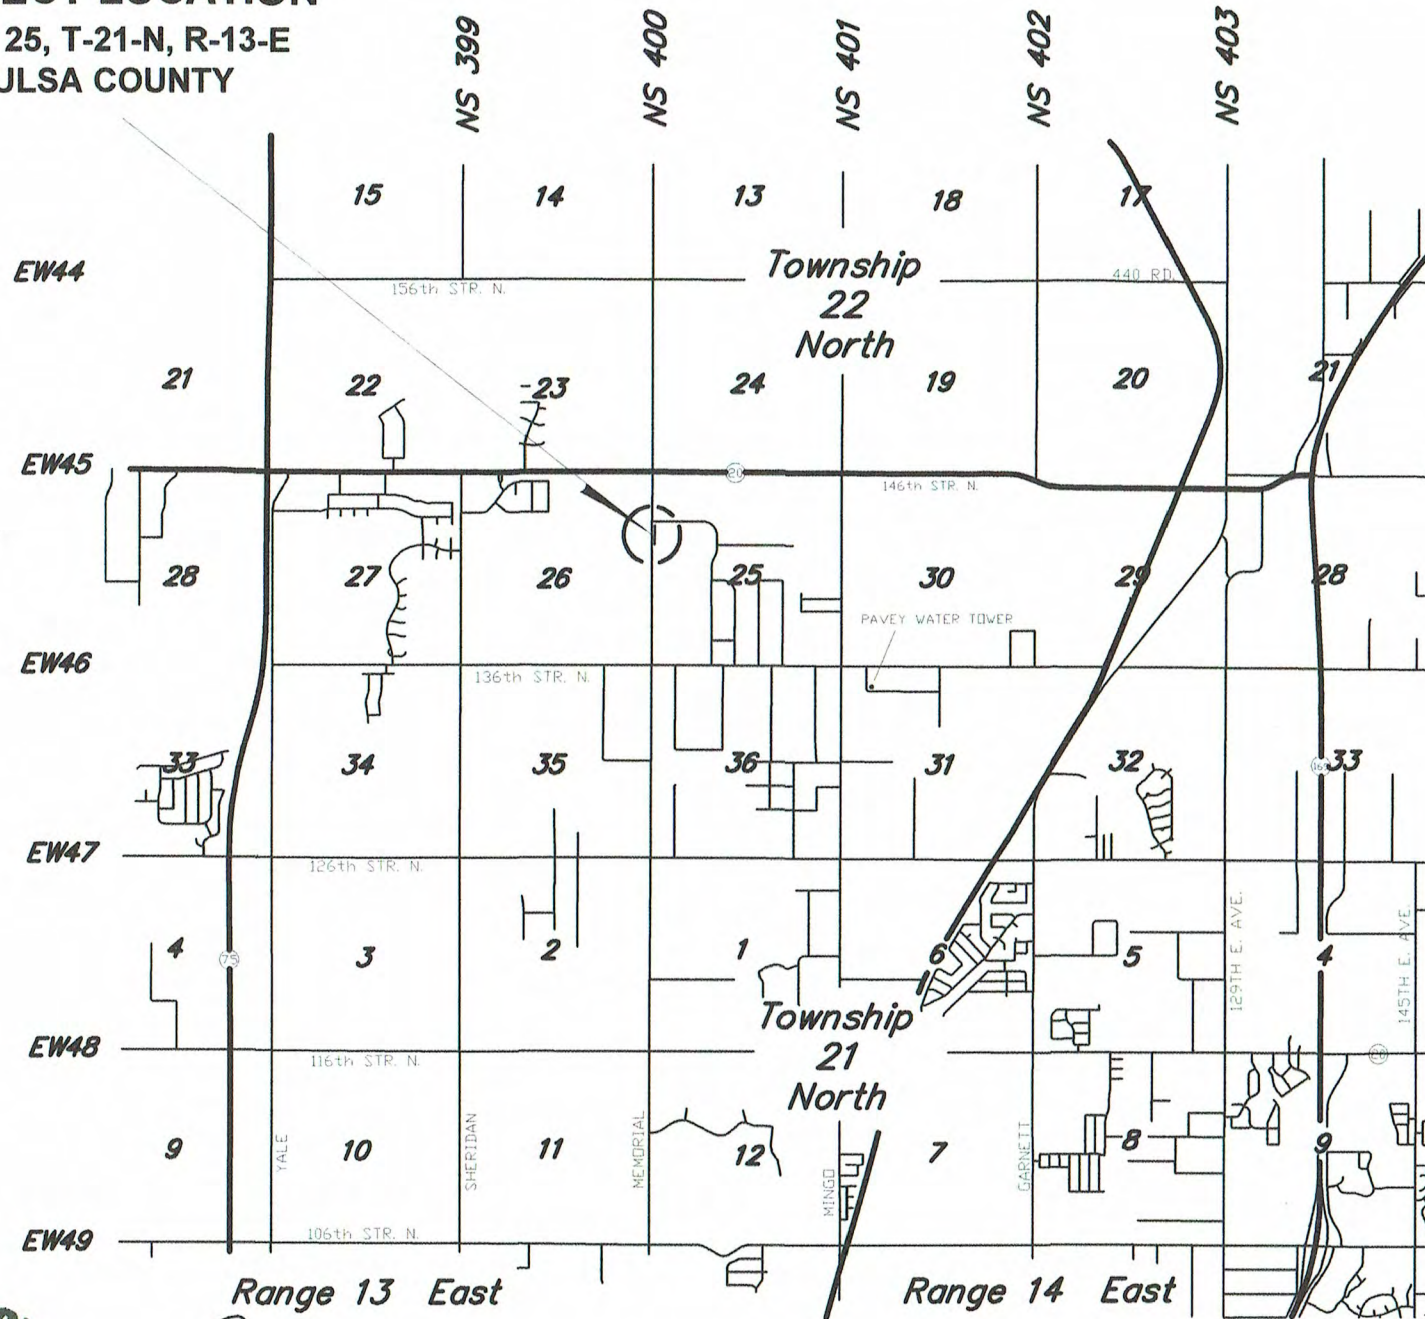 ECT LOCATION
25, T-21-N, R-13-E
ULSA COUNTY
NS 399
NS 400
NS 401
NS 402
NS 403
15
14
13
18
17
EW44
156th STR. N.
Township
22
North
440 RD.
21
22
23
24
19
20
21
EW45
20
146th STR. N.
28
27
26
25
30
29
28
PAVEY WATER TOWER
EW46
136th STR. N.
33
34
35
36
31
32
169
33
EW47
126th STR. N.
4
75
3
2
1
6
5
129TH E. AVE.
4
145TH E. AVE.
Township
21
North
EW48
116th STR. N.
20
9
YALE
10
SHERIDAN
11
MEMORIAL
12
MINGO
7
GARNETT
8
9
EW49
106th STR. N.
Range 13 East
Range 14 East